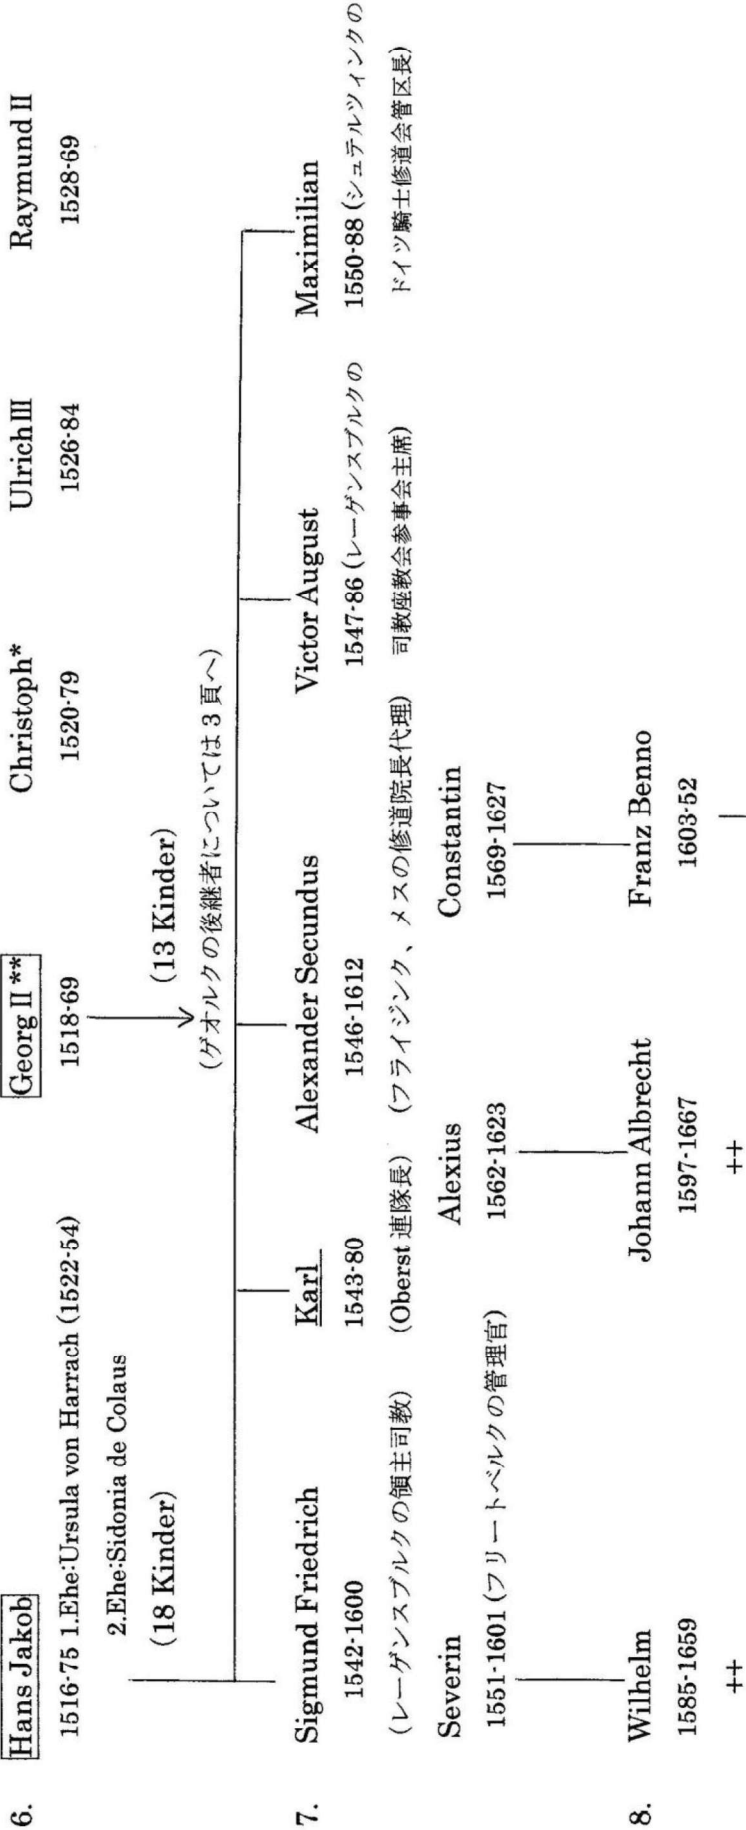 6. Hans Jakob Georg II ** Christoph* Ulrich III Raymund II
1516-75 1.Ehe:Ursula von Harrach (1522-54) 1518-69 1520-79 1526-84 1528-69
2.Ehe:Sidonia de Colaus
(18 Kinder) (13 Kinder)
(ゲオルクの後継者については3頁へ)
7. Sigmund Friedrich Karl Alexander Secundus Victor August Maximilian
1542-1600 1543-80 1546-1612 1547-86 (レーゲンスブルクの 1550-88 (シュテルツィンクの
(レーゲンスブルクの領主司教) (Oberst 連隊長) (フライジンク、メスの修道院長代理) 司教座教会参事会主席) ドイツ騎士修道会管区長)
Severin Alexius Constantin
1551-1601 (フリートベルクの管理官) 1562-1623 1569-1627
8. Wilhelm Johann Albrecht Franz Benno
1585-1659 1597-1667 1603-52
++ ++